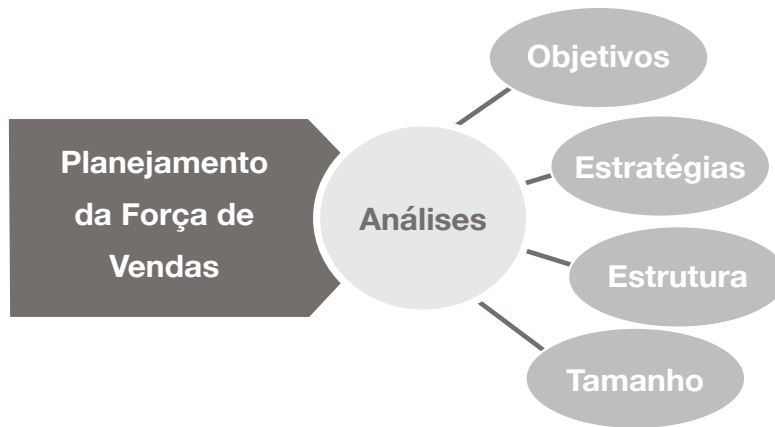 Planejamento
da Força de
Vendas
Análises
Objetivos
Estratégias
Estrutura
Tamanho